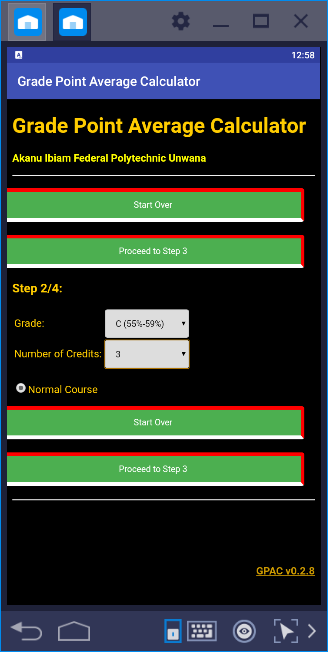 12:58
Grade Point Average Calculator
Grade Point Average Calculator
Akanu Ibiam Federal Polytechnic Unwana
Start Over
Proceed to Step 3
Step 2/4:
Grade: C (55%-59%)
Number of Credits: 3
Normal Course
Start Over
Proceed to Step 3
GPAC v0.2.8